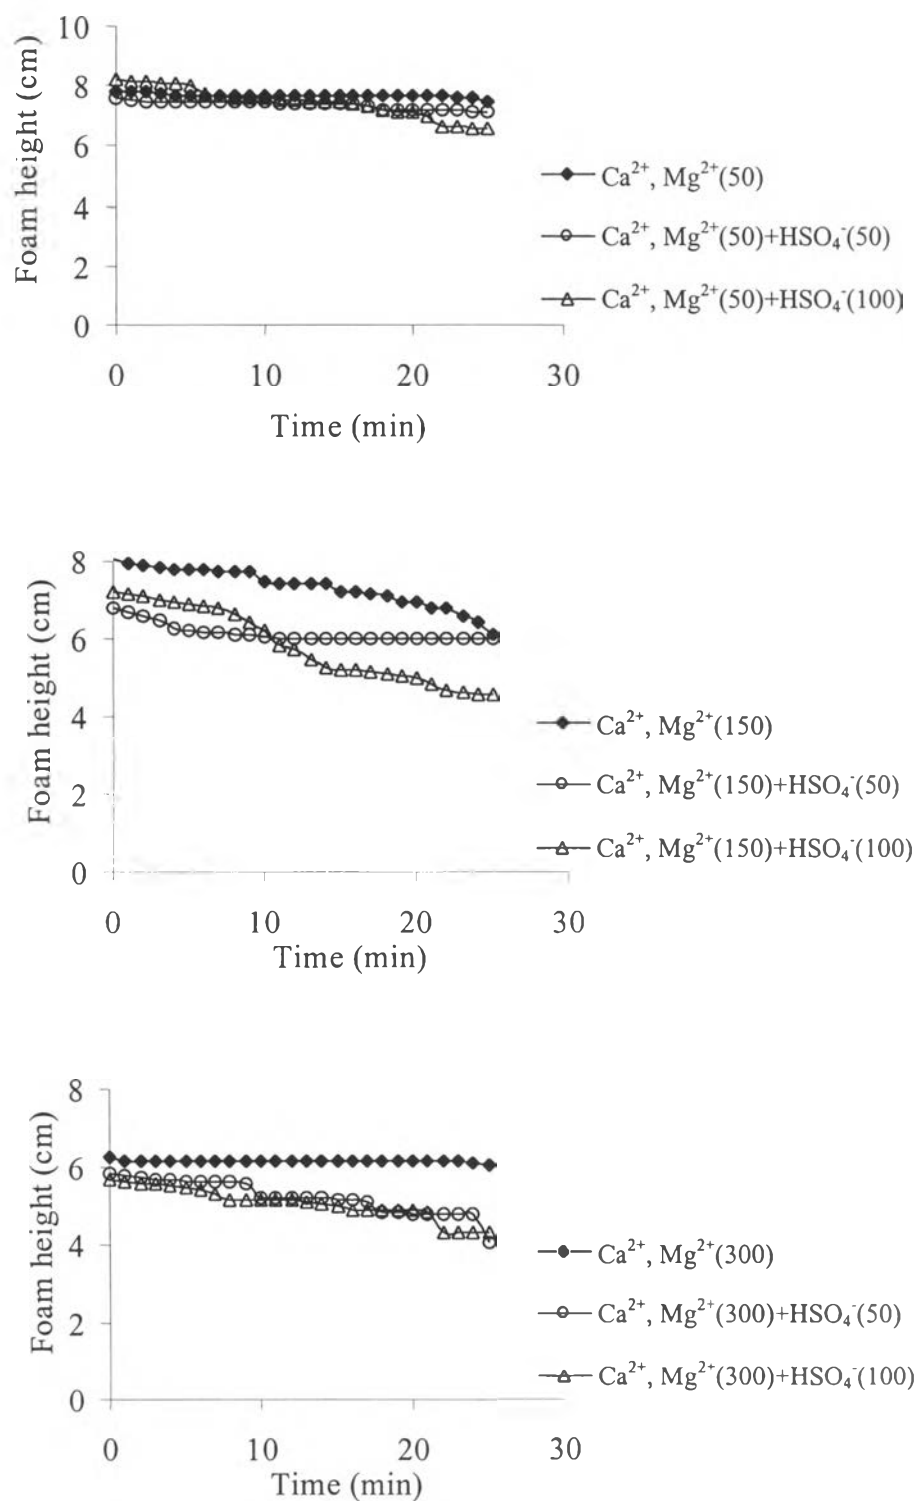 Foam height (cm)
10
8
6
4
2
0
0 10 20 30
Time (min)
Ca²⁺, Mg²⁺(50)
Ca²⁺, Mg²⁺(50)+HSO₄⁻(50)
Ca²⁺, Mg²⁺(50)+HSO₄⁻(100)
Foam height (cm)
8
6
4
2
0
0 10 20 30
Time (min)
Ca²⁺, Mg²⁺(150)
Ca²⁺, Mg²⁺(150)+HSO₄⁻(50)
Ca²⁺, Mg²⁺(150)+HSO₄⁻(100)
Foam height (cm)
8
6
4
2
0
0 10 20 30
Time (min)
Ca²⁺, Mg²⁺(300)
Ca²⁺, Mg²⁺(300)+HSO₄⁻(50)
Ca²⁺, Mg²⁺(300)+HSO₄⁻(100)